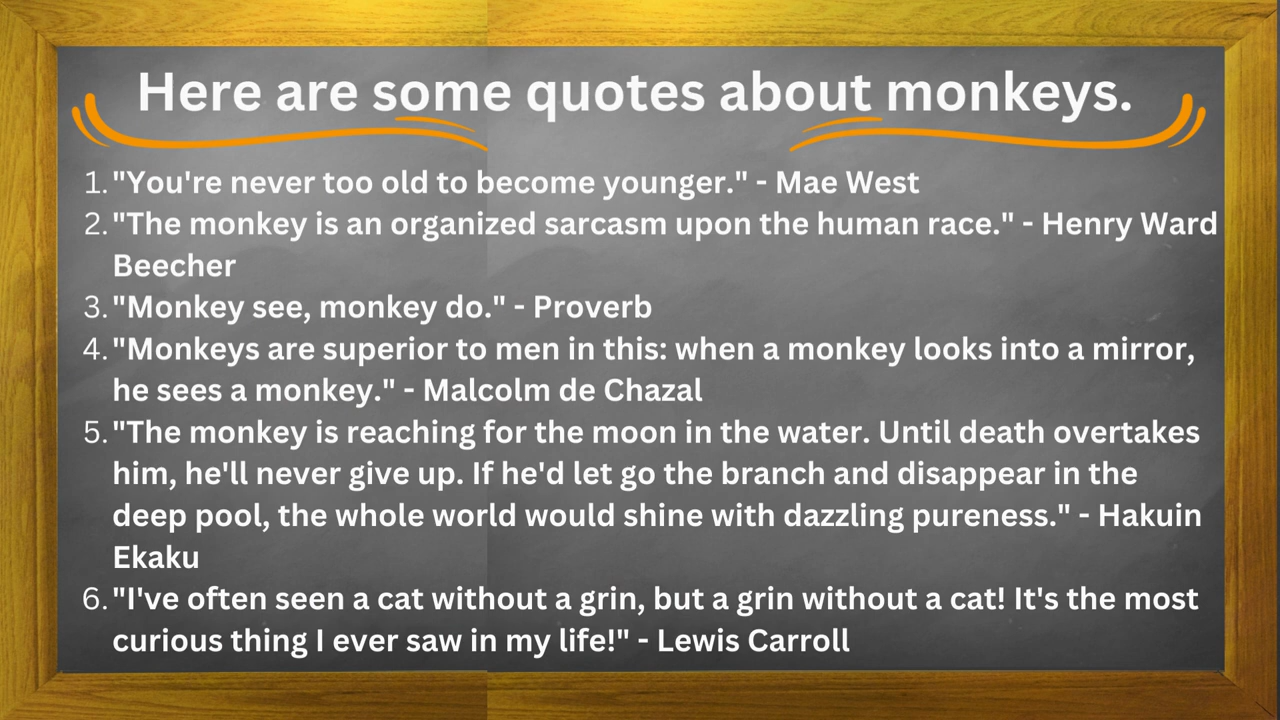 Here are some quotes about monkeys.
1. "You're never too old to become younger." - Mae West
2. "The monkey is an organized sarcasm upon the human race." - Henry Ward
Beecher
3. "Monkey see, monkey do." - Proverb
4. "Monkeys are superior to men in this: when a monkey looks into a mirror,
he sees a monkey." - Malcolm de Chazal
5. "The monkey is reaching for the moon in the water. Until death overtakes
him, he'll never give up. If he'd let go the branch and disappear in the
deep pool, the whole world would shine with dazzling pureness." - Hakuin
Ekaku
6. "I've often seen a cat without a grin, but a grin without a cat! It's the most
curious thing I ever saw in my life!" - Lewis Carroll